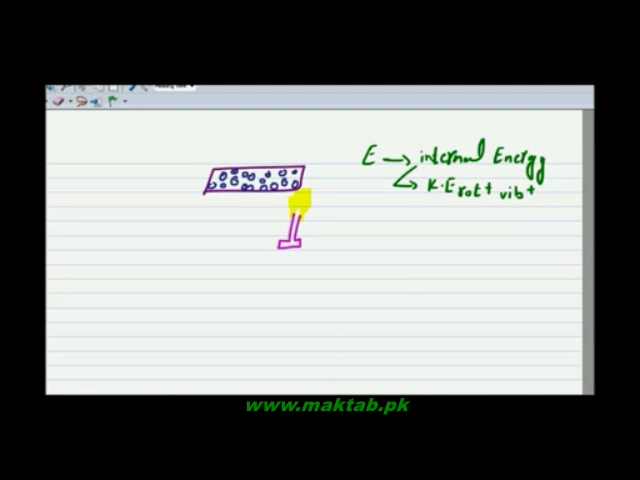 E → internal Energy
↳ K.E rot + vib +
www.maktab.pk